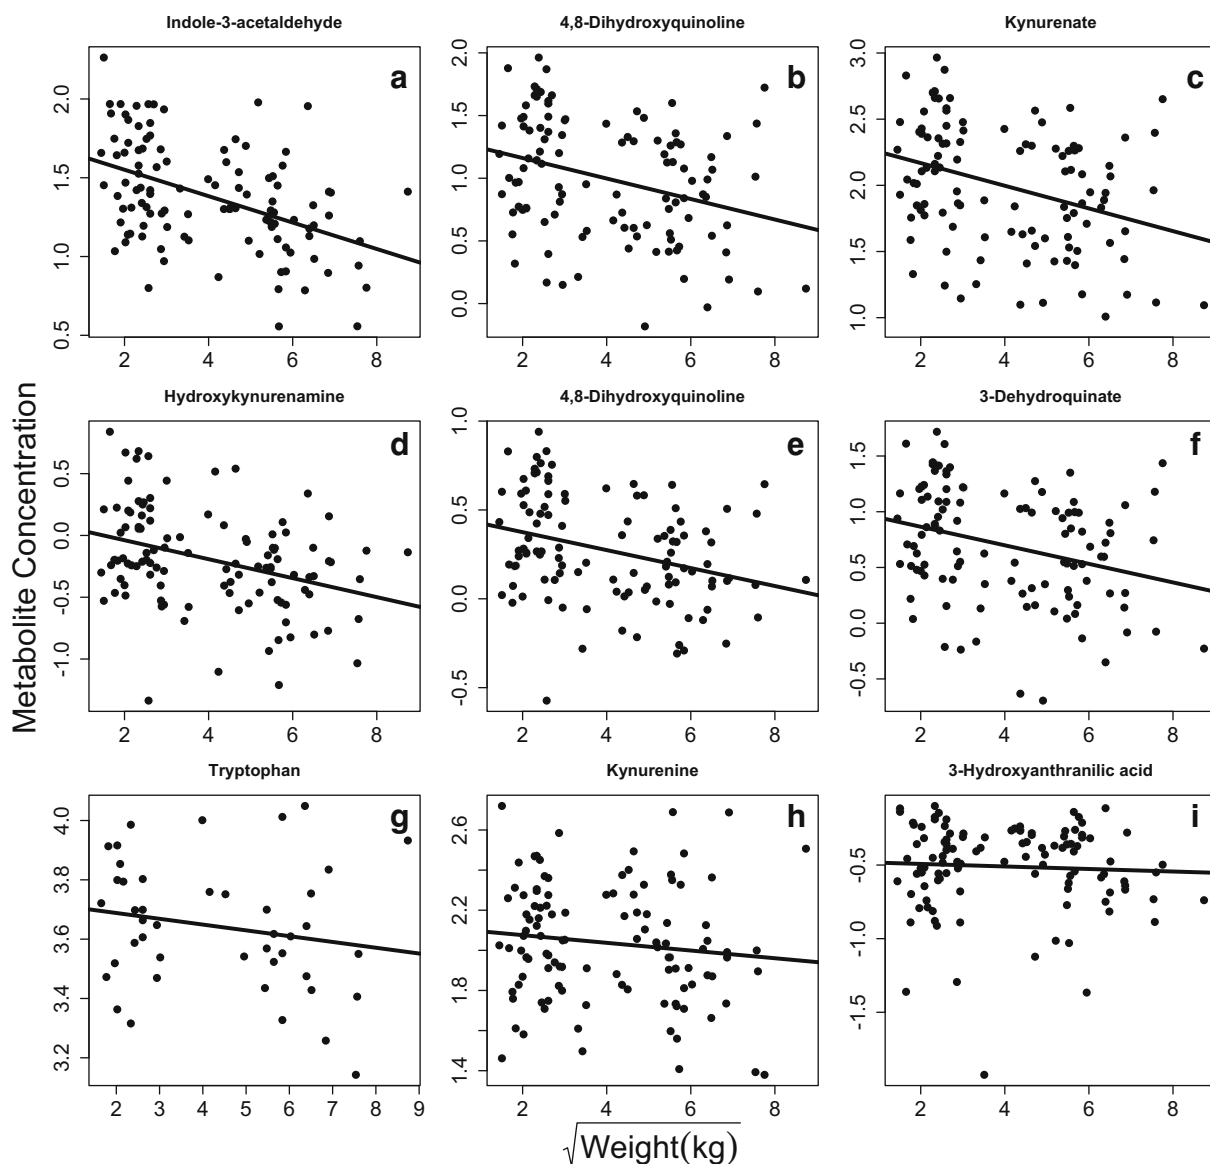 Indole-3-acetaldehyde
4,8-Dihydroxyquinoline
Kynurenate
a
b
c
2.0
1.5
1.0
0.5
2.0
1.5
1.0
0.5
0.0
3.0
2.5
2.0
1.5
1.0
2 4 6 8
2 4 6 8
2 4 6 8
Hydroxykynurenamine
4,8-Dihydroxyquinoline
3-Dehydroquinate
d
e
f
0.5
0.0
-0.5
-1.0
1.0
0.5
0.0
-0.5
1.5
1.0
0.5
0.0
-0.5
2 4 6 8
2 4 6 8
2 4 6 8
Metabolite Concentration
Tryptophan
Kynurenine
3-Hydroxyanthranilic acid
g
h
i
4.0
3.8
3.6
3.4
3.2
2.6
2.2
1.8
1.4
-0.5
-1.0
-1.5
2 3 4 5 6 7 8 9
2 4 6 8
2 4 6 8
√Weight(kg)